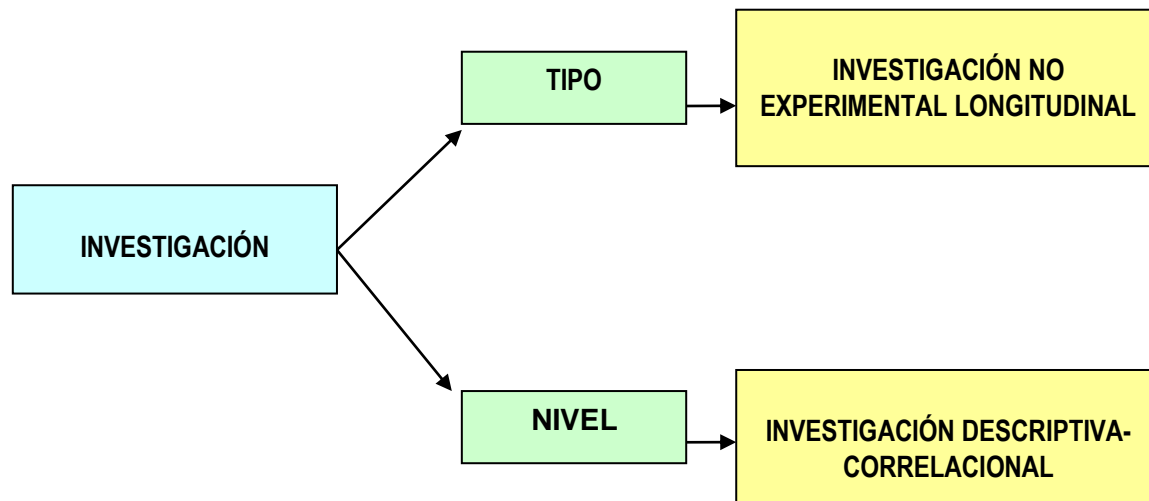 TIPO
INVESTIGACIÓN NO
EXPERIMENTAL LONGITUDINAL
INVESTIGACIÓN
NIVEL
INVESTIGACIÓN DESCRIPTIVA-
CORRELACIONAL